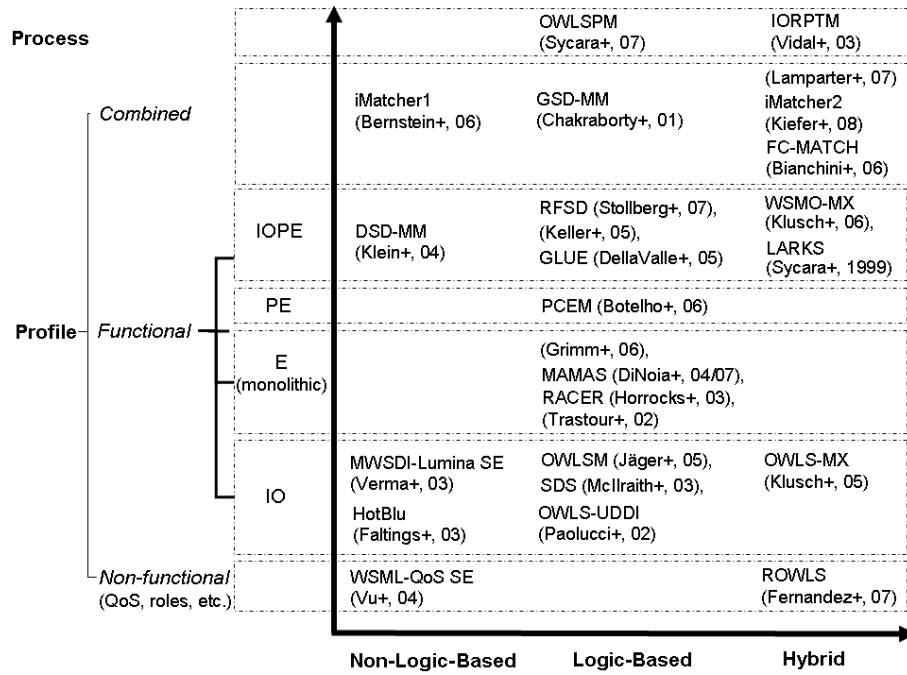 Process
OWLSPM
(Sycara+, 07)
IORPTM
(Vidal+, 03)
Combined
iMatcher1
(Bernstein+, 06)
GSD-MM
(Chakraborty+, 01)
(Lamparter+, 07)
iMatcher2
(Kiefer+, 08)
FC-MATCH
(Bianchini+, 06)
Profile
Functional
IOPE
DSD-MM
(Klein+, 04)
RFSD (Stollberg+, 07),
(Keller+, 05),
GLUE (DellaValle+, 05)
WSMO-MX
(Klusch+, 06),
LARKS
(Sycara+, 1999)
PE
PCEM (Botelho+, 06)
E
(monolithic)
(Grimm+, 06),
MAMAS (DiNoia+, 04/07),
RACER (Horrocks+, 03),
(Trastour+, 02)
IO
MWSDI-Lumina SE
(Verma+, 03)
HotBlu
(Faltings+, 03)
OWLSM (Jäger+, 05),
SDS (McIlraith+, 03),
OWLS-UDDI
(Paolucci+, 02)
OWLS-MX
(Klusch+, 05)
Non-functional
(QoS, roles, etc.)
WSML-QoS SE
(Vu+, 04)
ROWLS
(Fernandez+, 07)
Non-Logic-Based
Logic-Based
Hybrid